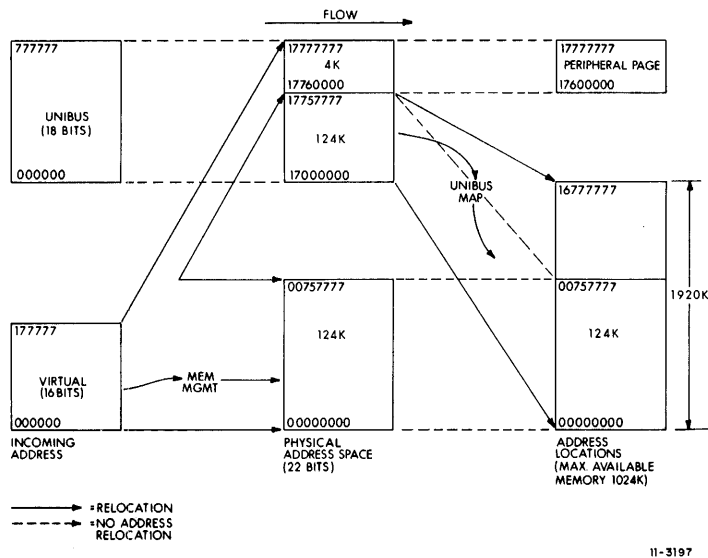 FLOW
777777
UNIBUS
(18 BITS)
000000
17777777
4K
17760000
17757777
124K
17000000
17777777
PERIPHERAL PAGE
17600000
UNIBUS
MAP
16777777
1920K
177777
VIRTUAL
(16BITS)
000000
MEM
MGMT
00757777
124K
00000000
00757777
124K
00000000
INCOMING
ADDRESS
PHYSICAL
ADDRESS SPACE
(22 BITS)
ADDRESS
LOCATIONS
(MAX. AVAILABLE
MEMORY 1024K)
=RELOCATION
=NO ADDRESS
RELOCATION
11-3197